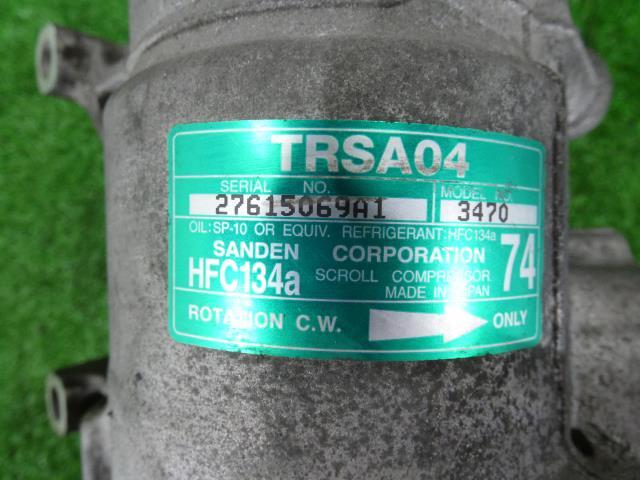 TRSA04
SERIAL NO. MODEL NO.
27615069A1 3470
OIL: SP-10 OR EQUIV. REFRIGERANT: HFC134a
SANDEN CORPORATION 74
HFC134a SCROLL COMPRESSOR
MADE IN JAPAN
ROTATION C.W. ONLY